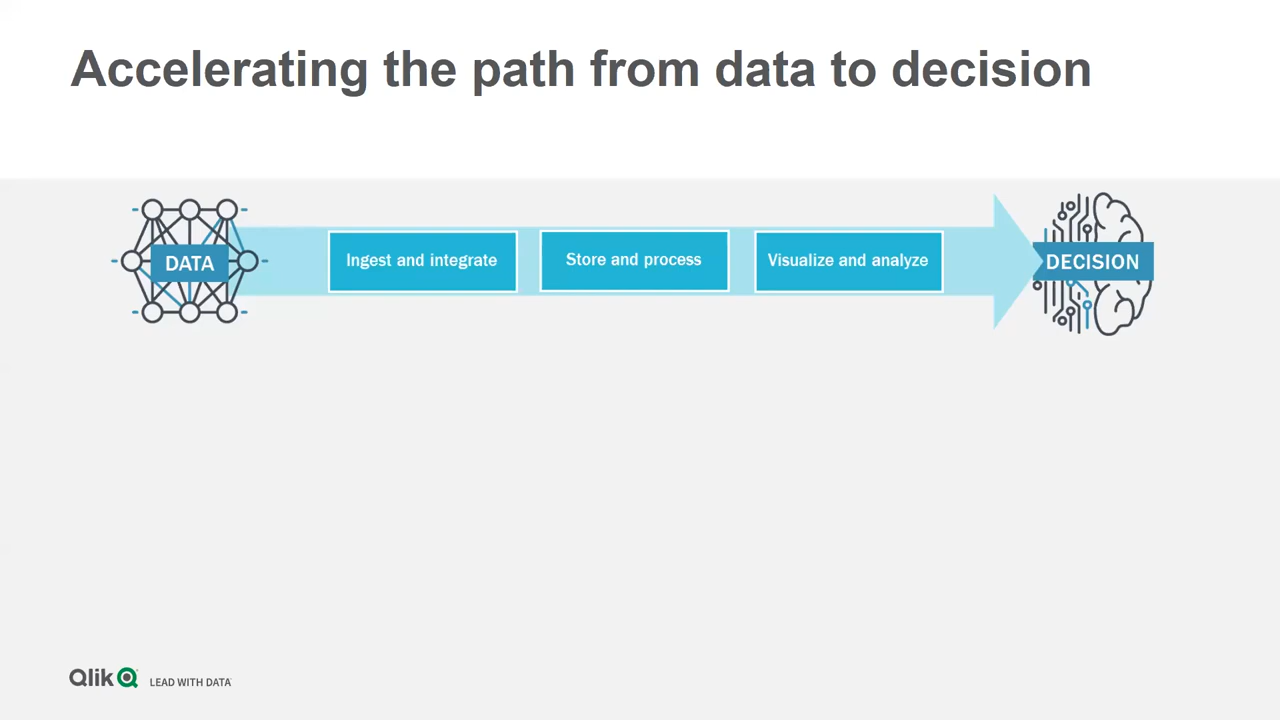 Accelerating the path from data to decision
DATA
Ingest and integrate
Store and process
Visualize and analyze
DECISION
Qlik
LEAD WITH DATA